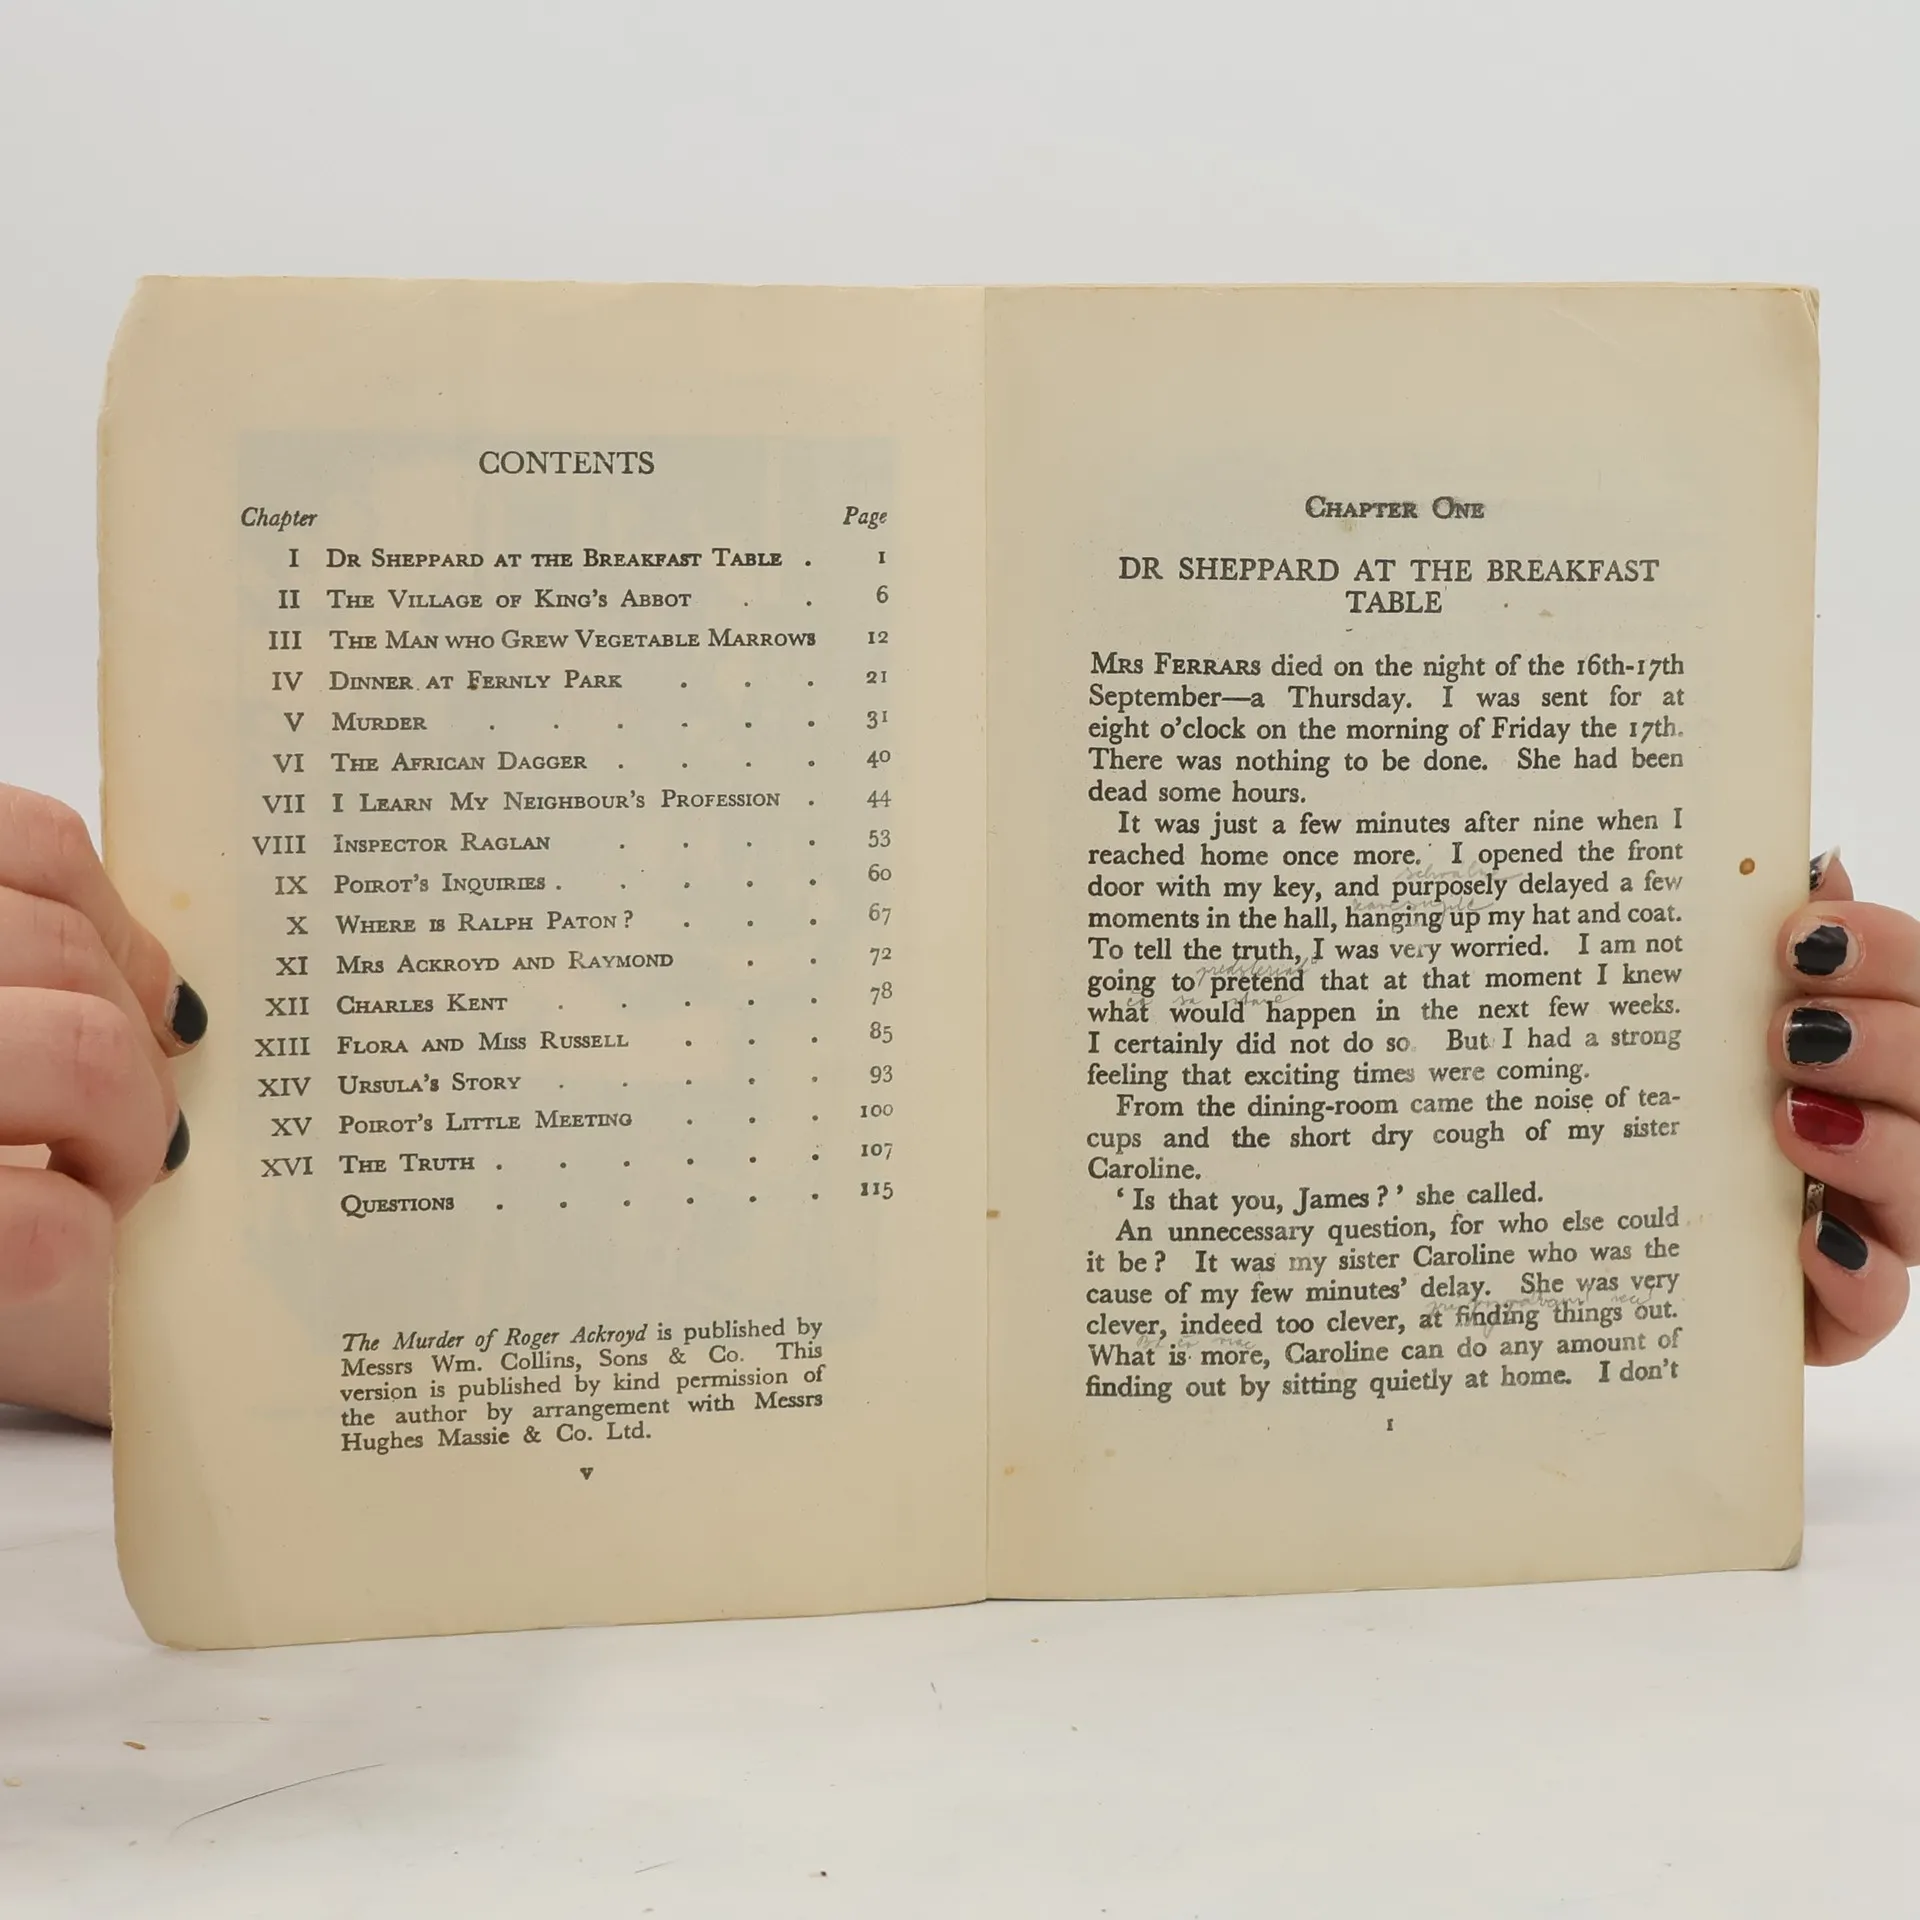 CONTENTS
Chapter Page
I DR SHEPPARD AT THE BREAKFAST TABLE . 1
II THE VILLAGE OF KING'S ABBOT . . 6
III THE MAN WHO GREW VEGETABLE MARROWS 12
IV DINNER AT FERNLY PARK . . . 21
V MURDER . . . . . . 31
VI THE AFRICAN DAGGER . . . . 40
VII I LEARN MY NEIGHBOUR'S PROFESSION . 44
VIII INSPECTOR RAGLAN . . . . 53
IX POIROT'S INQUIRIES . . . . . 60
X WHERE IS RALPH PATON? . . . 67
XI MRS ACKROYD AND RAYMOND . . 72
XII CHARLES KENT . . . . . 78
XIII FLORA AND MISS RUSSELL . . . 85
XIV URSULA'S STORY . . . . . 93
XV POIROT'S LITTLE MEETING . . . 100
XVI THE TRUTH . . . . . . 107
QUESTIONS . . . . . . 115
The Murder of Roger Ackroyd is published by
Messrs Wm. Collins, Sons & Co. This
version is published by kind permission of
the author by arrangement with Messrs
Hughes Massie & Co. Ltd.
v
CHAPTER ONE
DR SHEPPARD AT THE BREAKFAST
TABLE
MRS FERRARS died on the night of the 16th-17th
September—a Thursday. I was sent for at
eight o'clock on the morning of Friday the 17th.
There was nothing to be done. She had been
dead some hours.
It was just a few minutes after nine when I
reached home once more. I opened the front
door with my key, and purposely delayed a few
moments in the hall, hanging up my hat and coat.
To tell the truth, I was very worried. I am not
going to pretend that at that moment I knew
what would happen in the next few weeks.
I certainly did not do so. But I had a strong
feeling that exciting times were coming.
From the dining-room came the noise of tea-
cups and the short dry cough of my sister
Caroline.
' Is that you, James? ' she called.
An unnecessary question, for who else could
it be? It was my sister Caroline who was the
cause of my few minutes' delay. She was very
clever, indeed too clever, at finding things out.
What is more, Caroline can do any amount of
finding out by sitting quietly at home. I don't
1